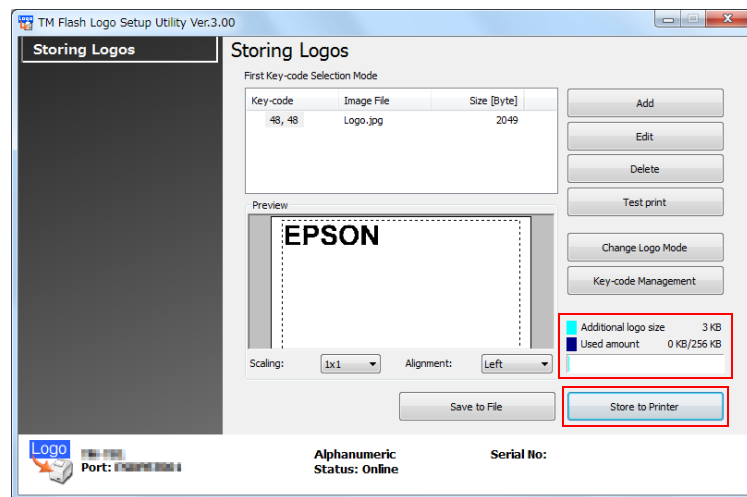 TM Flash Logo Setup Utility Ver.3.00
Storing Logos
Storing Logos
First Key-code Selection Mode
Key-code Image File Size [Byte]
48, 48 Logo.jpg 2049
Add
Edit
Delete
Test print
Preview
EPSON
Change Logo Mode
Key-code Management
Additional logo size 3 KB
Used amount 0 KB/256 KB
Scaling: 1x1 Alignment: Left
Save to File
Store to Printer
Logo
Port:
Alphanumeric
Status: Online
Serial No: